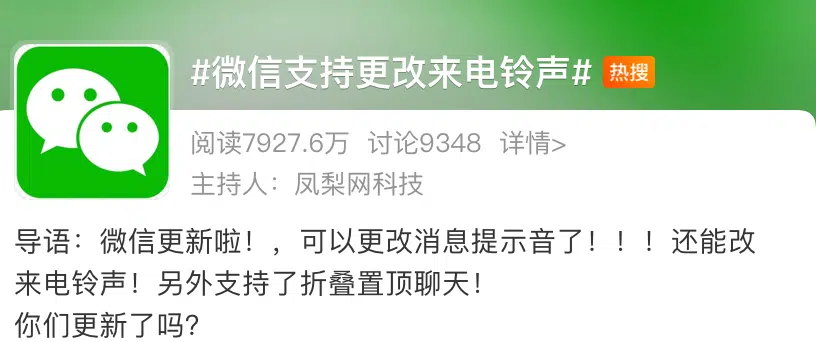 #微信支持更改来电铃声# 热搜
阅读7927.6万 讨论9348 详情>
主持人：凤梨网科技
导语：微信更新啦！，可以更改消息提示音了！！！还能改
来电铃声！另外支持了折叠置顶聊天！
你们更新了吗？